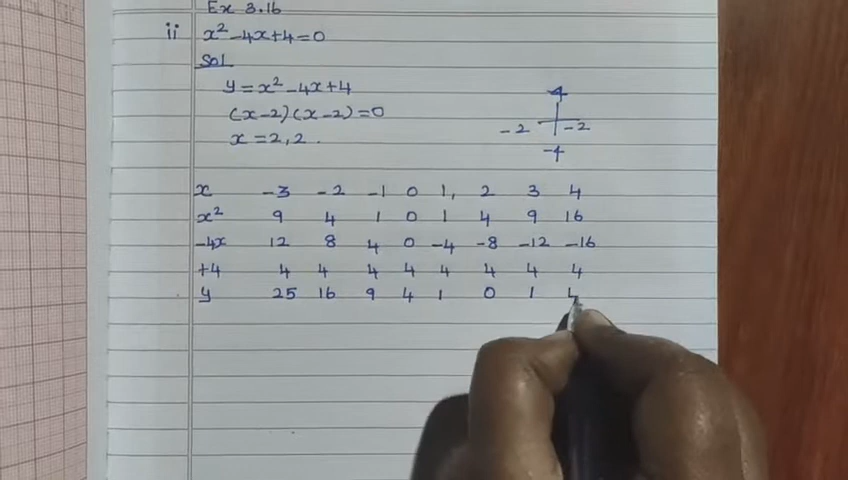 Ex 3.16
ii x² -4x+4=0
Sol
y = x² -4x+4
(x-2)(x-2)=0
x = 2,2.
4
-2 -2
-4
x -3 -2 -1 0 1, 2 3 4
x² 9 4 1 0 1 4 9 16
-4x 12 8 4 0 -4 -8 -12 -16
+4 4 4 4 4 4 4 4 4
y 25 16 9 4 1 0 1 4